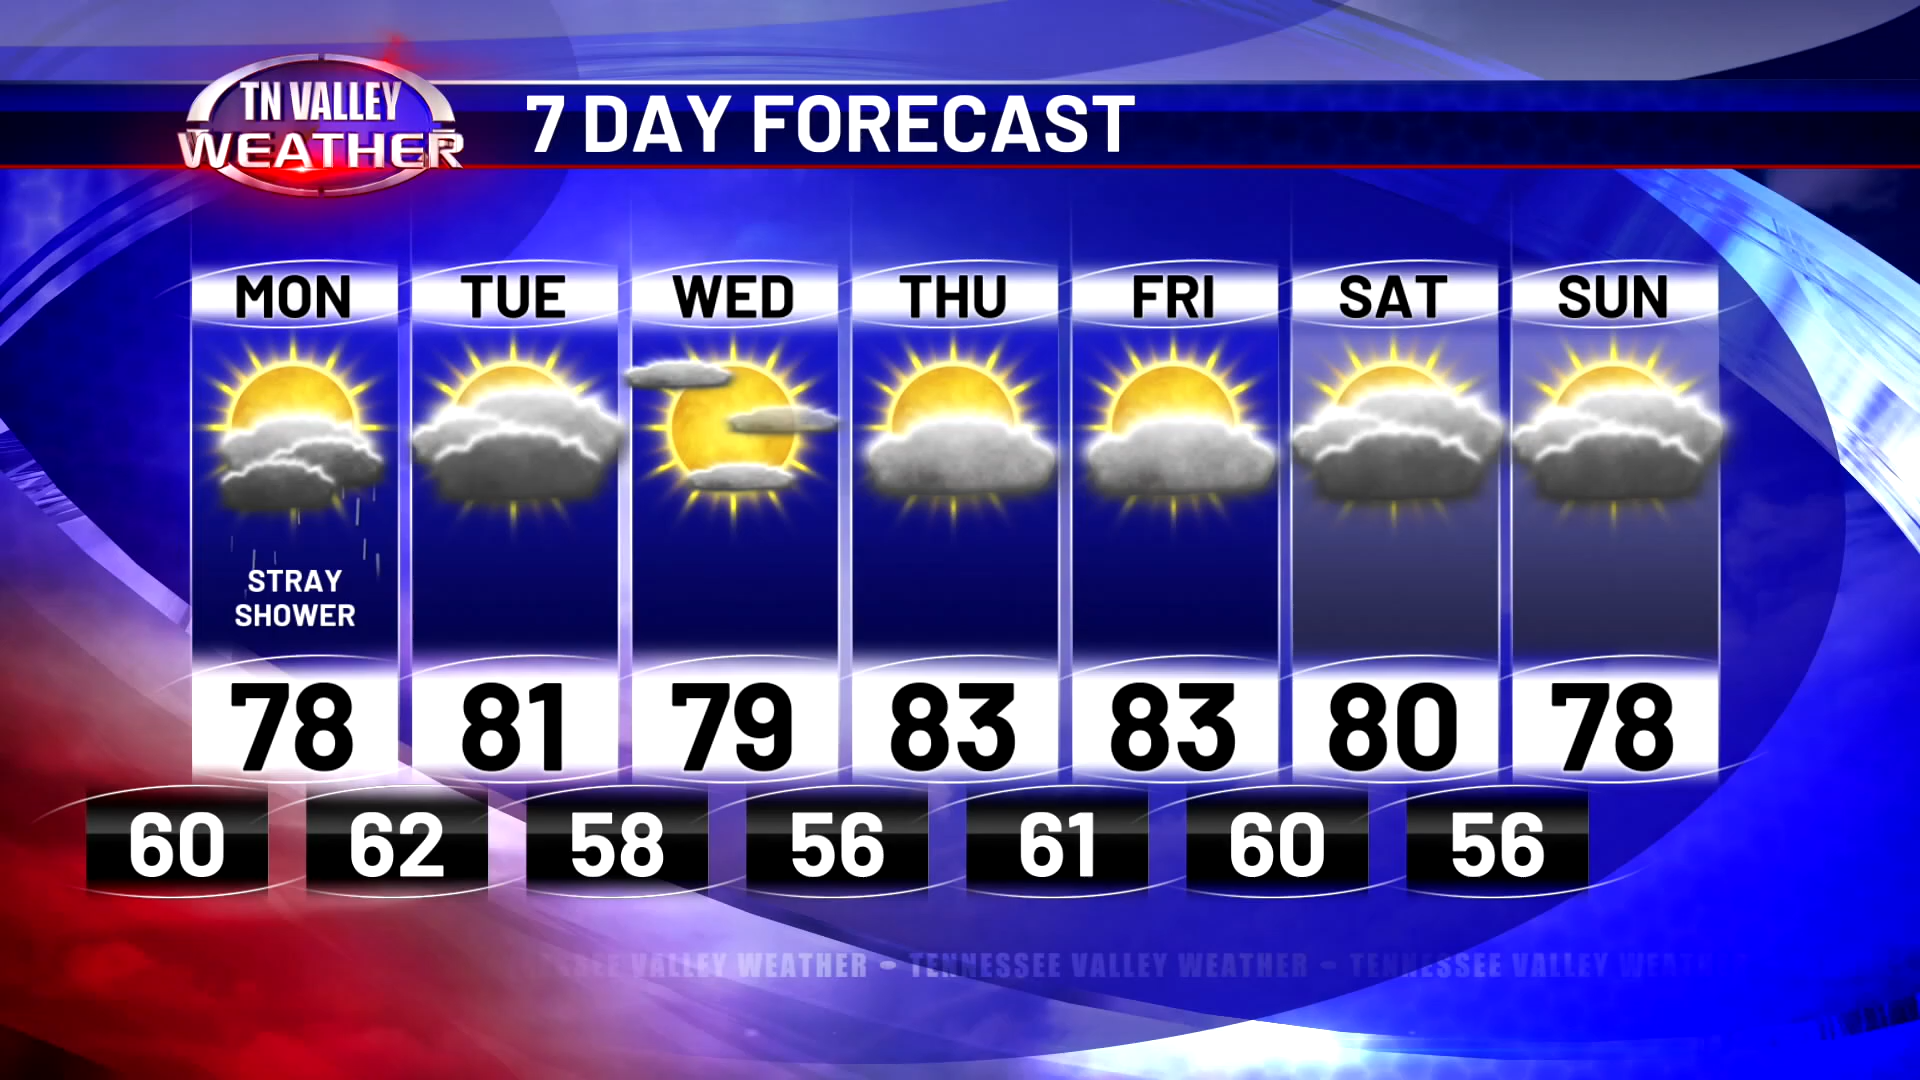 TN VALLEY
WEATHER
7 DAY FORECAST
MON TUE WED THU FRI SAT SUN
STRAY
SHOWER
78 81 79 83 83 80 78
60 62 58 56 61 60 56
VALLEY WEATHER - TENNESSEE VALLEY WEATHER - TENNESSEE VALLEY